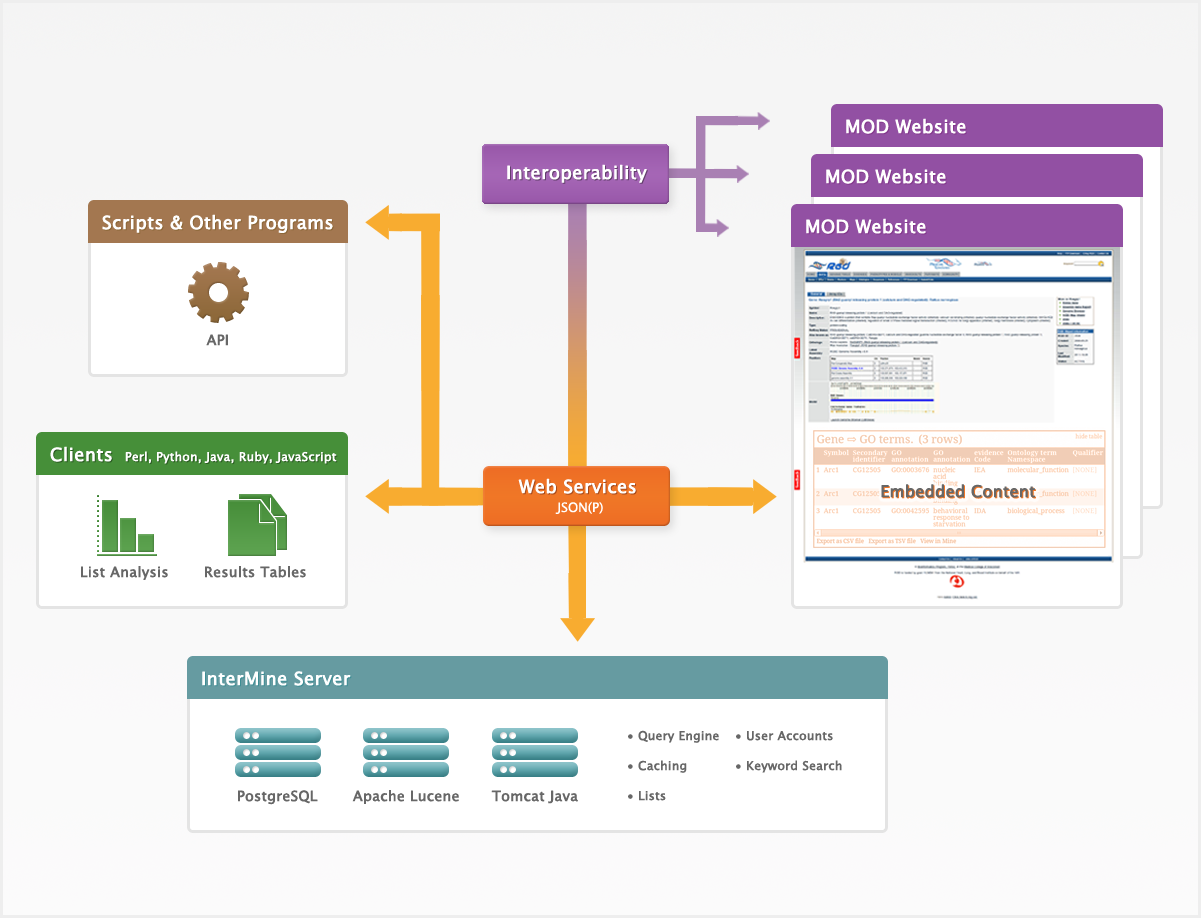 MOD Website
MOD Website
MOD Website
Interoperability
Scripts & Other Programs
API
Clients Perl, Python, Java, Ruby, JavaScript
List Analysis
Results Tables
Web Services
JSON(P)
RGD
Gene ⇨ GO terms. (3 rows)
hide table
Symbol Secondary Identifier GO annotation GO annotation evidence Code Ontology term Namespace Qualifier
1 Arc1 CG12505 GO:0003676 nucleic acid IEA molecular_function [NONE]
2 Arc1 _function [NONE]
Embedded Content
3 Arc1 CG12505 GO:0042595 behavioral response to starvation IDA biological_process [NONE]
Export as CSV file Export as TSV file View in Mine
InterMine Server
PostgreSQL
Apache Lucene
Tomcat Java
• Query Engine
• User Accounts
• Caching
• Keyword Search
• Lists